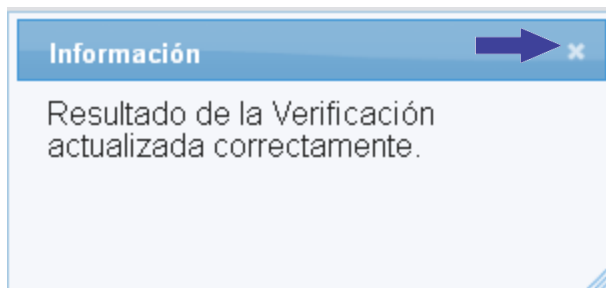 Información
Resultado de la Verificación
actualizada correctamente.